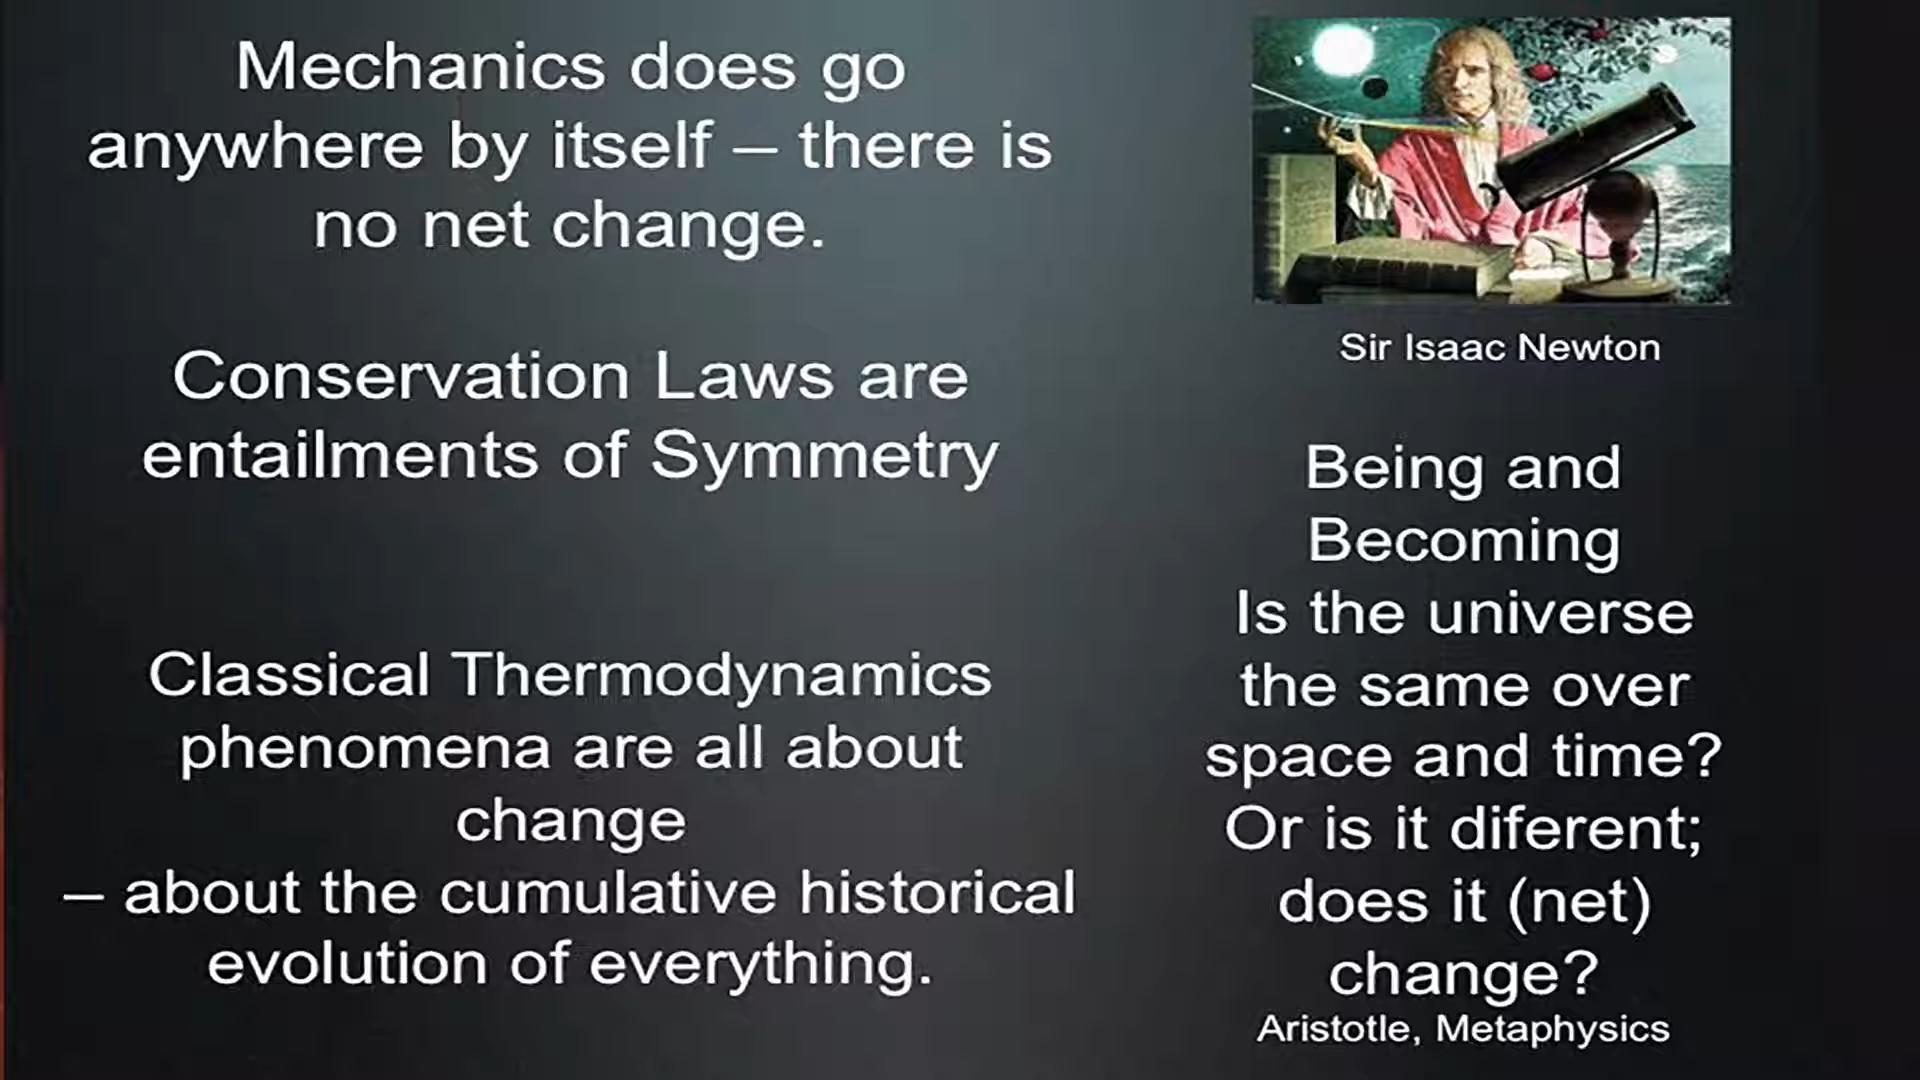 Mechanics does go
anywhere by itself – there is
no net change.
Conservation Laws are
entailments of Symmetry
Classical Thermodynamics
phenomena are all about
change
– about the cumulative historical
evolution of everything.
Sir Isaac Newton
Being and
Becoming
Is the universe
the same over
space and time?
Or is it diferent;
does it (net)
change?
Aristotle, Metaphysics